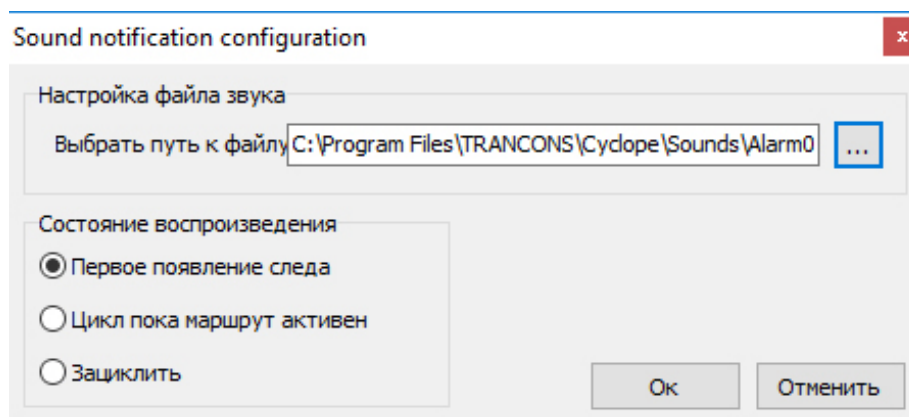 Sound notification configuration
x
Настройка файла звука
Выбрать путь к файлу C:\Program Files\TRANCONS\Cyclope\Sounds\Alarm0 ...
Состояние воспроизведения
Первое появление следа
Цикл пока маршрут активен
Зациклить
Ок Отменить